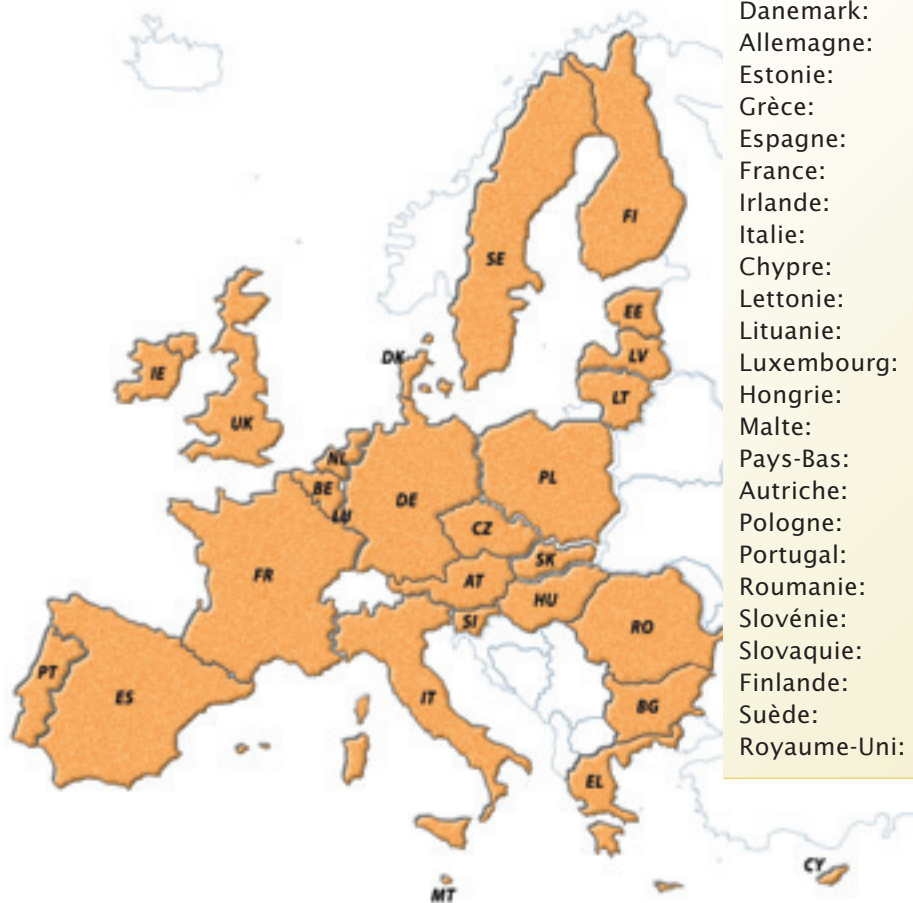 Danemark:
Allemagne:
Estonie:
Grèce:
Espagne:
France:
Irlande:
Italie:
Chypre:
Lettonie:
Lituanie:
Luxembourg:
Hongrie:
Malte:
Pays-Bas:
Autriche:
Pologne:
Portugal:
Roumanie:
Slovénie:
Slovaquie:
Finlande:
Suède:
Royaume-Uni:
FI
SE
EE
LV
LT
DK
IE
UK
NL
BE
LU
DE
PL
CZ
SK
FR
AT
HU
SI
RO
PT
ES
IT
BG
EL
CY
MT